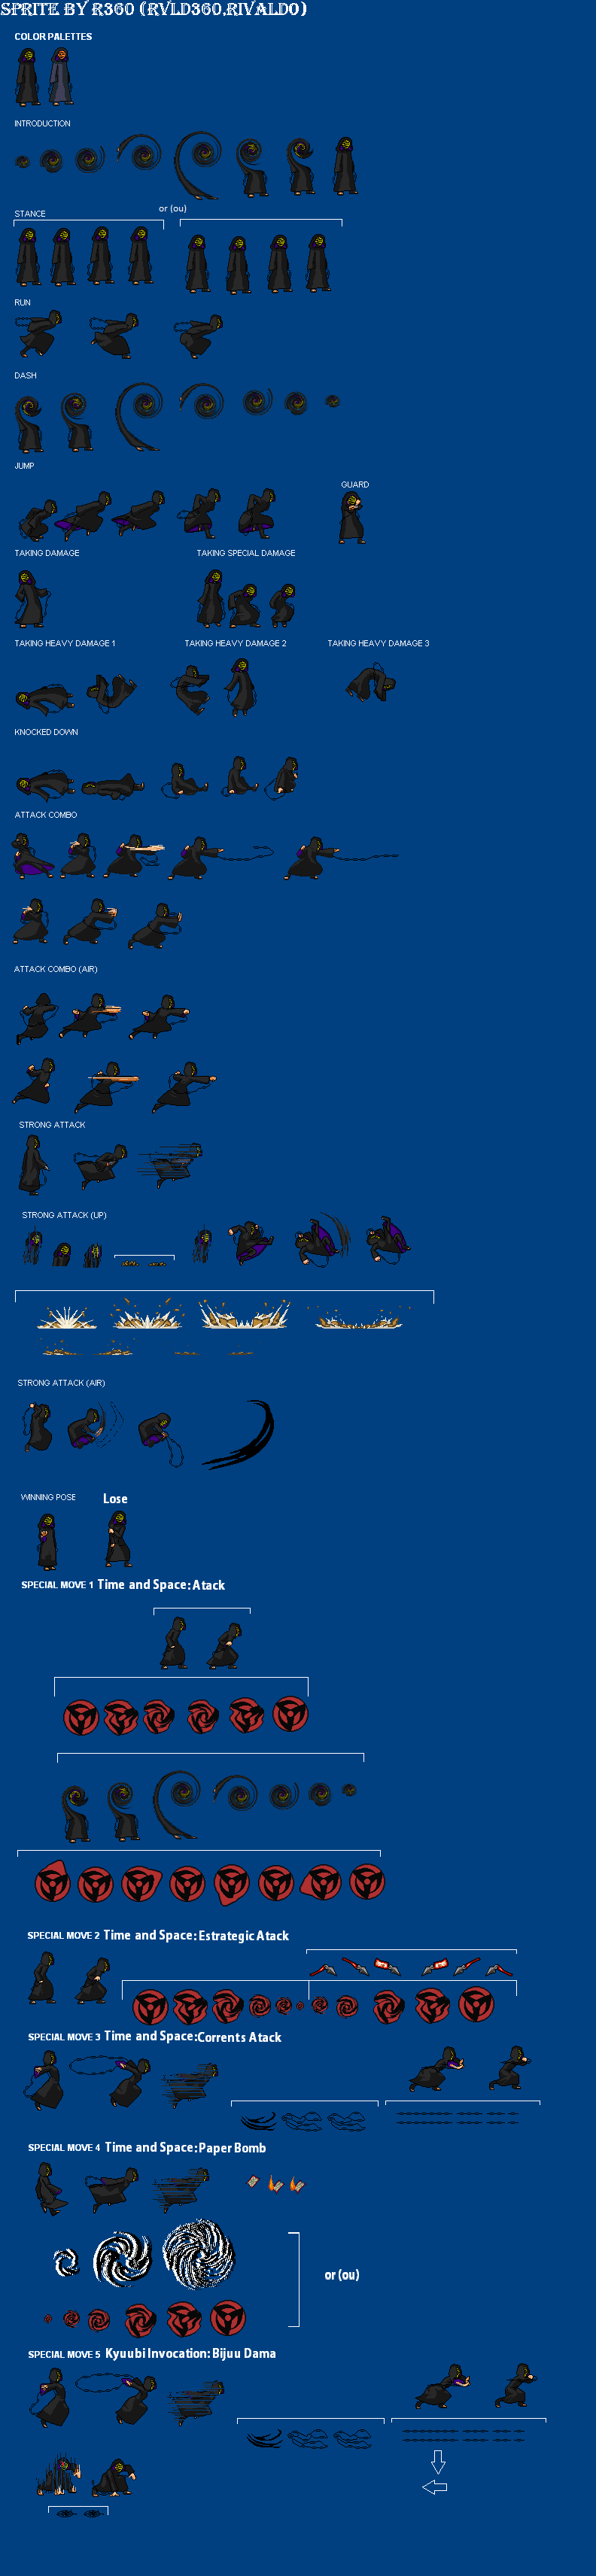 SPRITE BY R360 (RVLD360,RIVALDO)
COLOR PALETTES
INTRODUCTION
or (ou)
STANCE
RUN
DASH
JUMP
GUARD
TAKING DAMAGE
TAKING SPECIAL DAMAGE
TAKING HEAVY DAMAGE 1
TAKING HEAVY DAMAGE 2
TAKING HEAVY DAMAGE 3
KNOCKED DOWN
ATTACK COMBO
ATTACK COMBO (AIR)
STRONG ATTACK
STRONG ATTACK (UP)
STRONG ATTACK (AIR)
WINNING POSE
Lose
SPECIAL MOVE 1 Time and Space: Atack
SPECIAL MOVE 2 Time and Space: Estrategic Atack
SPECIAL MOVE 3 Time and Space:Corrents Atack
SPECIAL MOVE 4 Time and Space:Paper Bomb
or (ou)
SPECIAL MOVE 5 Kyuubi Invocation: Bijuu Dama